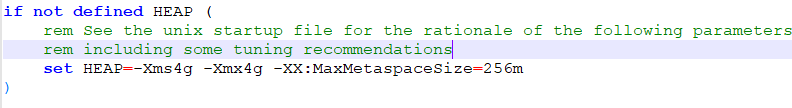 if not defined HEAP (
    rem See the unix startup file for the rationale of the following parameters
    rem including some tuning recommendations
    set HEAP=-Xms4g -Xmx4g -XX:MaxMetaspaceSize=256m
)